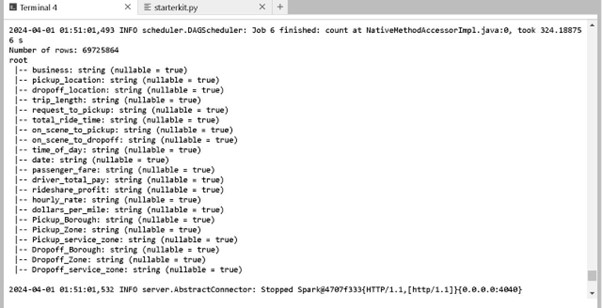 Terminal 4
starterkit.py
2024-04-01 01:51:01,493 INFO scheduler.DAGScheduler: Job 6 finished: count at NativeMethodAccessorImpl.java:0, took 324.18875
6 s
Number of rows: 69725864
root
|-- business: string (nullable = true)
|-- pickup_location: string (nullable = true)
|-- dropoff_location: string (nullable = true)
|-- trip_length: string (nullable = true)
|-- request_to_pickup: string (nullable = true)
|-- total_ride_time: string (nullable = true)
|-- on_scene_to_pickup: string (nullable = true)
|-- on_scene_to_dropoff: string (nullable = true)
|-- time_of_day: string (nullable = true)
|-- date: string (nullable = true)
|-- passenger_fare: string (nullable = true)
|-- driver_total_pay: string (nullable = true)
|-- rideshare_profit: string (nullable = true)
|-- hourly_rate: string (nullable = true)
|-- dollars_per_mile: string (nullable = true)
|-- Pickup_Borough: string (nullable = true)
|-- Pickup_Zone: string (nullable = true)
|-- Pickup_service_zone: string (nullable = true)
|-- Dropoff_Borough: string (nullable = true)
|-- Dropoff_Zone: string (nullable = true)
|-- Dropoff_service_zone: string (nullable = true)
2024-04-01 01:51:01,532 INFO server.AbstractConnector: Stopped Spark@4707f333{HTTP/1.1,[http/1.1]}{0.0.0.0:4040}